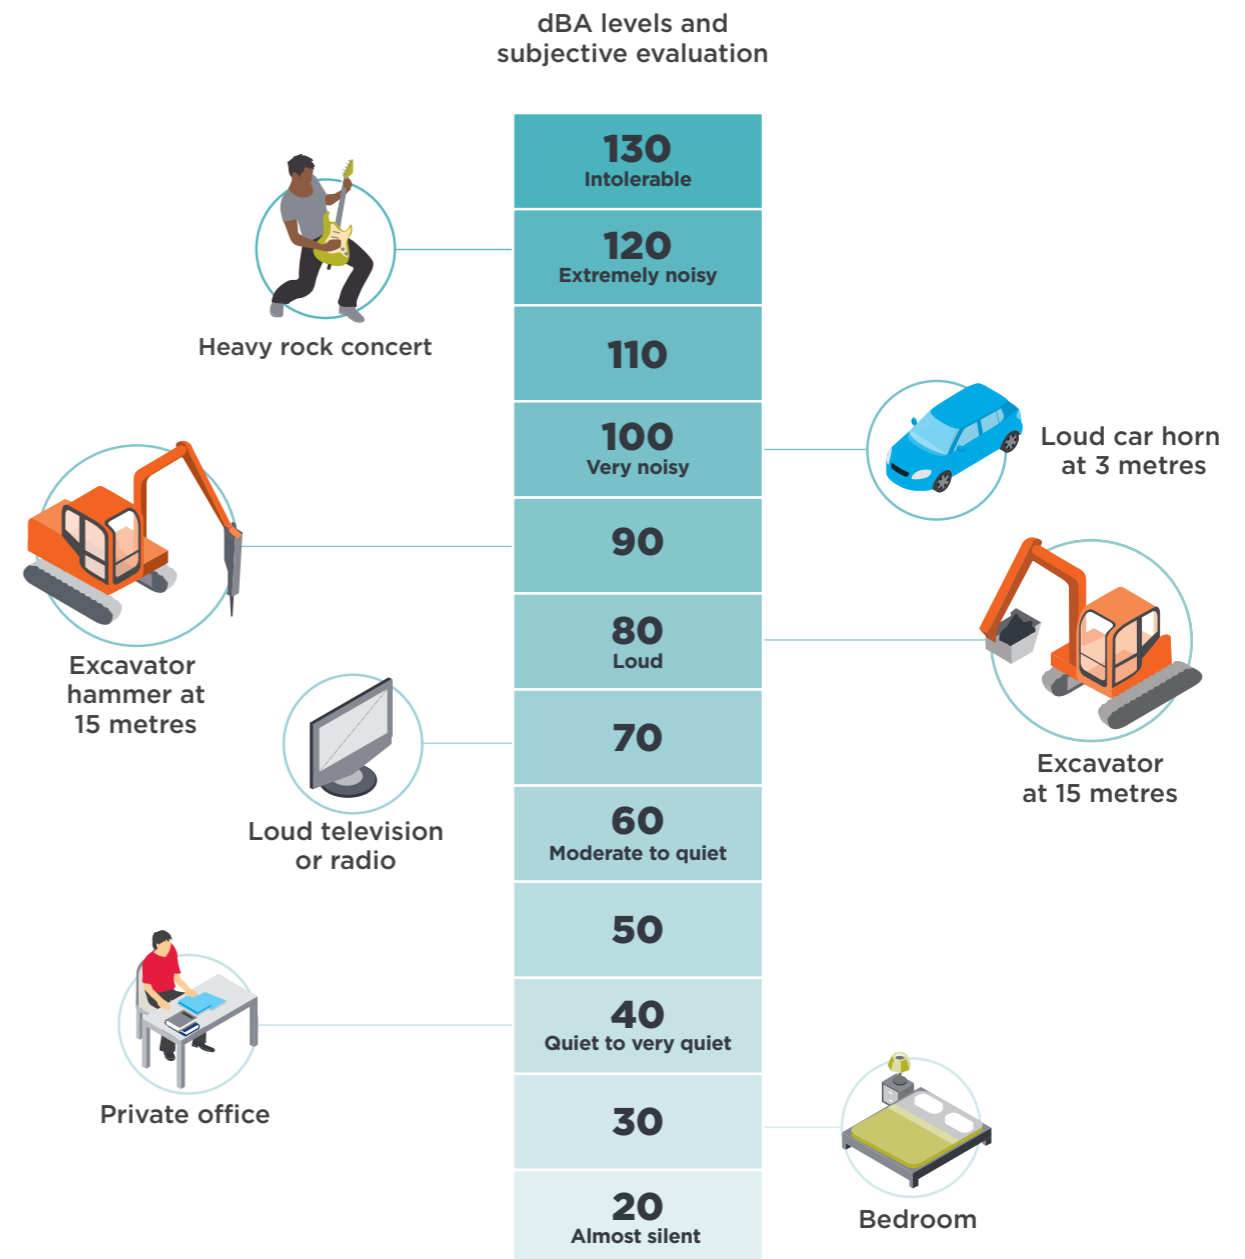 dBA levels and
subjective evaluation
130
Intolerable
120
Extremely noisy
Heavy rock concert
110
100
Very noisy
Loud car horn
at 3 metres
90
Excavator
hammer at
15 metres
80
Loud
Excavator
at 15 metres
70
Loud television
or radio
60
Moderate to quiet
50
40
Quiet to very quiet
Private office
30
Bedroom
20
Almost silent